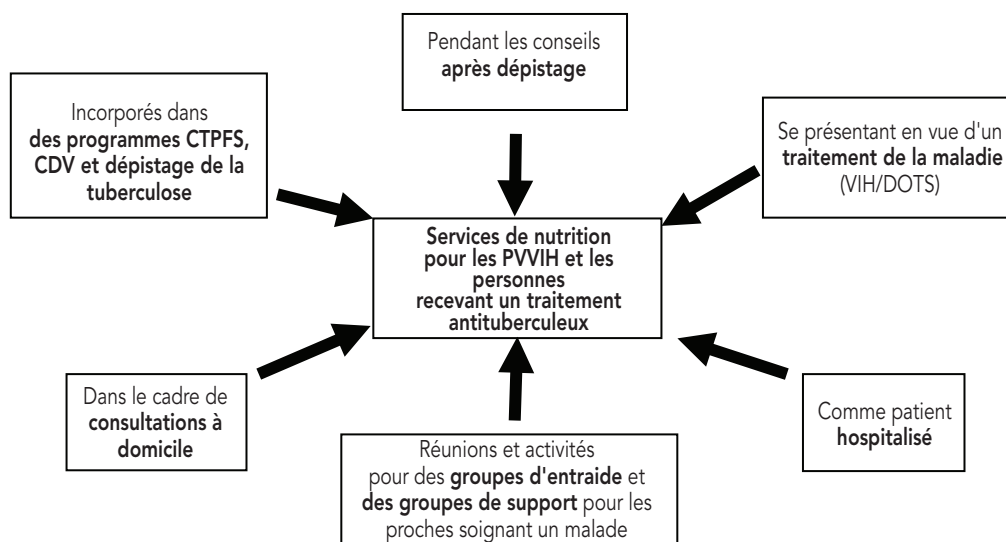 Pendant les conseils
après dépistage
Incorporés dans
des programmes CTPFS,
CDV et dépistage de la
tuberculose
Se présentant en vue d'un
traitement de la maladie
(VIH/DOTS)
Services de nutrition
pour les PVVIH et les
personnes
recevant un traitement
antituberculeux
Dans le cadre de
consultations à
domicile
Réunions et activités
pour des groupes d'entraide et
des groupes de support pour les
proches soignant un malade
Comme patient
hospitalisé